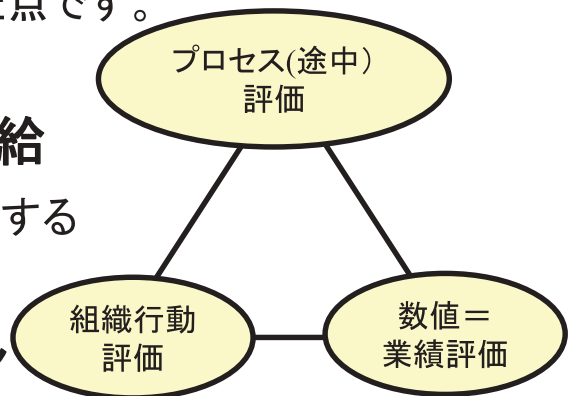 点です。
プロセス(途中）
評価
給
する
組織行動
評価
数値＝
業績評価